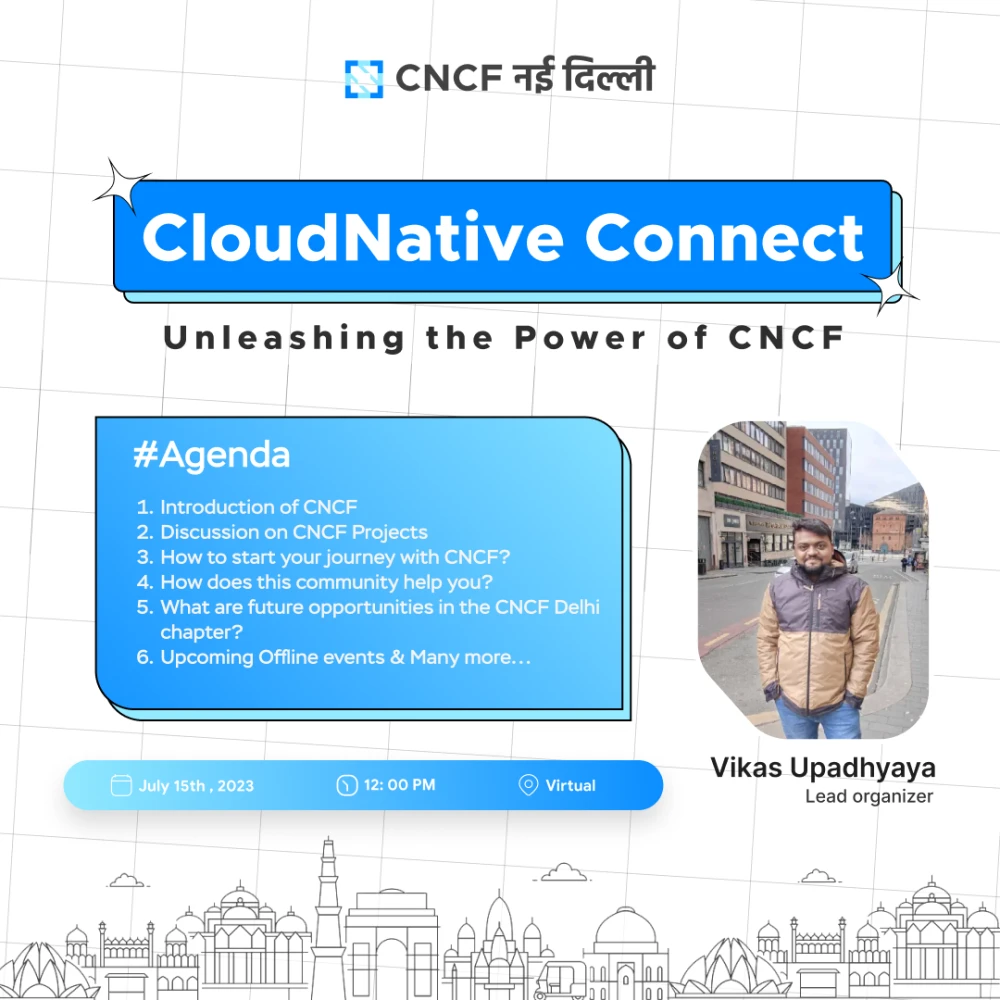 CNCF नई दिल्ली
CloudNative Connect
Unleashing the Power of CNCF
#Agenda
1. Introduction of CNCF
2. Discussion on CNCF Projects
3. How to start your journey with CNCF?
4. How does this community help you?
5. What are future opportunities in the CNCF Delhi
chapter?
6. Upcoming Offline events & Many more...
Vikas Upadhyaya
Lead organizer
July 15th , 2023
12: 00 PM
Virtual